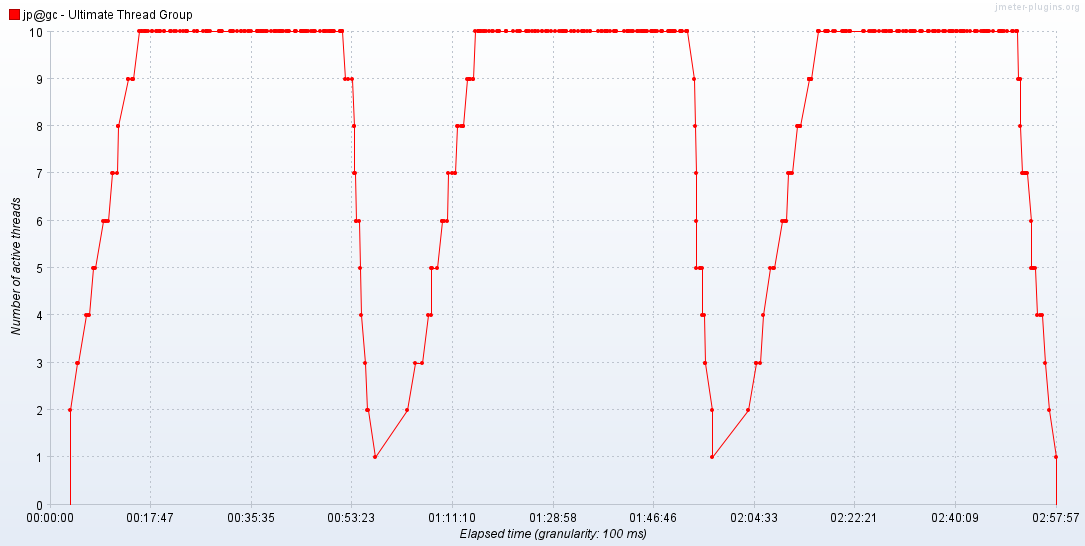 jp@gc - Ultimate Thread Group
jmeter-plugins.org
10
9
8
7
6
5
4
3
2
1
0
Number of active threads
00:00:00 00:17:47 00:35:35 00:53:23 01:11:10 01:28:58 01:46:46 02:04:33 02:22:21 02:40:09 02:57:57
Elapsed time (granularity: 100 ms)